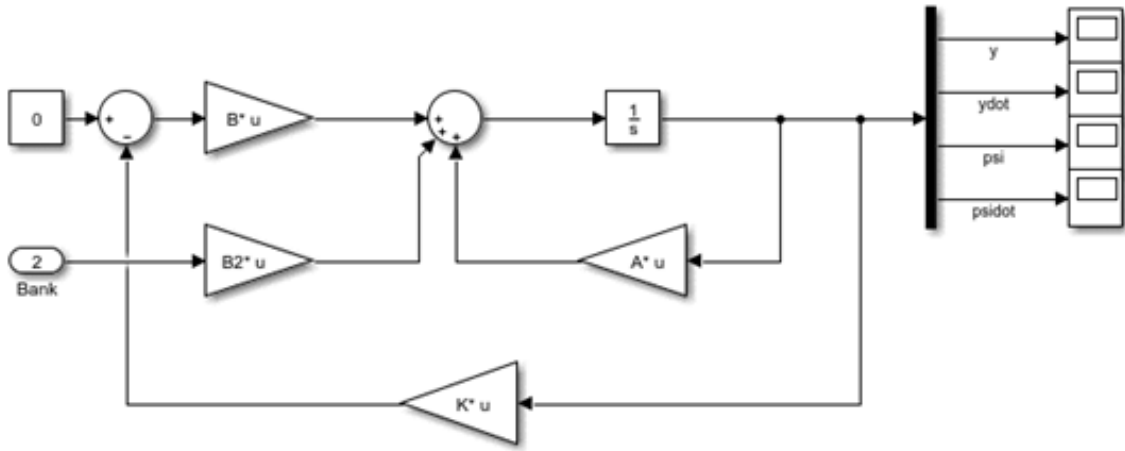 y
ydot
psi
psidot
0
+
−
B* u
+
+
+
1
s
2
Bank
B2* u
A* u
K* u